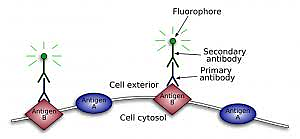 Fluorophore
Secondary
antibody
Primary
antibody
Cell exterior
Antigen
B
Antigen
A
Antigen
B
Antigen
A
Cell cytosol